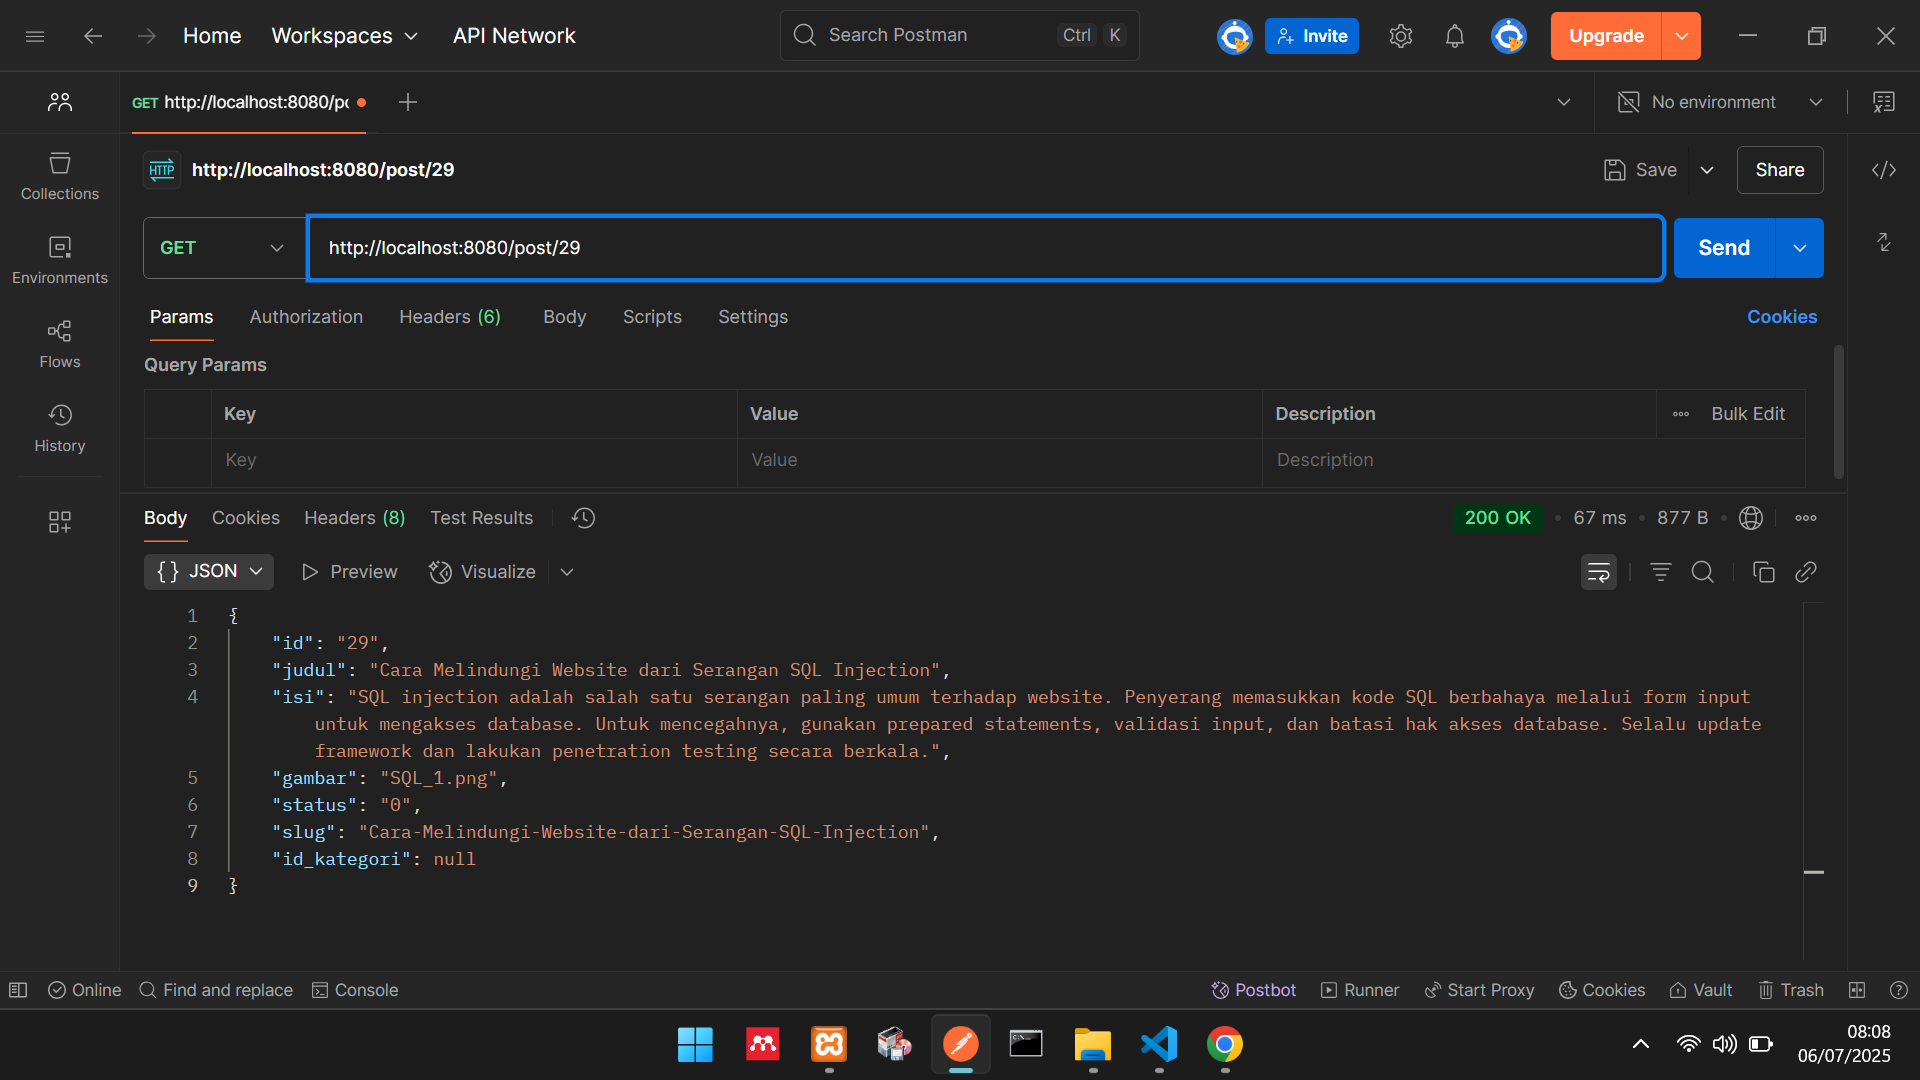 Home Workspaces API Network Search Postman Ctrl K Invite Upgrade
GET http://localhost:8080/po No environment
http://localhost:8080/post/29 Save Share
GET http://localhost:8080/post/29 Send
Collections
Environments
Flows
History
Params Authorization Headers (6) Body Scripts Settings Cookies
Query Params
Key Value Description Bulk Edit
Key Value Description
Body Cookies Headers (8) Test Results 200 OK • 67 ms • 877 B •
{} JSON Preview Visualize
1 {
2 "id": "29",
3 "judul": "Cara Melindungi Website dari Serangan SQL Injection",
4 "isi": "SQL injection adalah salah satu serangan paling umum terhadap website. Penyerang memasukkan kode SQL berbahaya melalui form input
untuk mengakses database. Untuk mencegahnya, gunakan prepared statements, validasi input, dan batasi hak akses database. Selalu update
framework dan lakukan penetration testing secara berkala.",
5 "gambar": "SQL_1.png",
6 "status": "0",
7 "slug": "Cara-Melindungi-Website-dari-Serangan-SQL-Injection",
8 "id_kategori": null
9 }
Online Find and replace Console Postbot Runner Start Proxy Cookies Vault Trash
08:08
06/07/2025